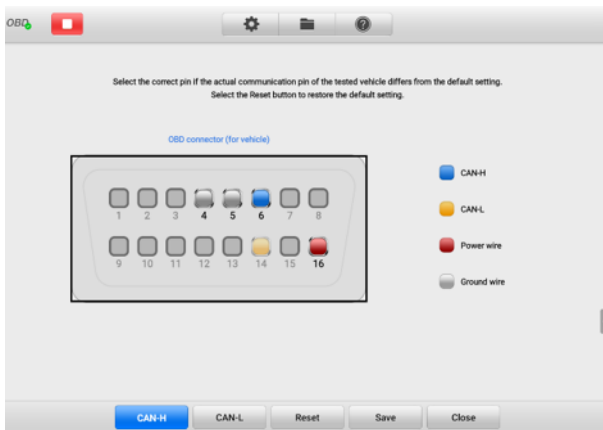 OBD
Select the correct pin if the actual communication pin of the tested vehicle differs from the default setting.
Select the Reset button to restore the default setting.
OBD connector (for vehicle)
1 2 3 4 5 6 7 8
9 10 11 12 13 14 15 16
CAN-H
CAN-L
Power wire
Ground wire
CAN-H CAN-L Reset Save Close